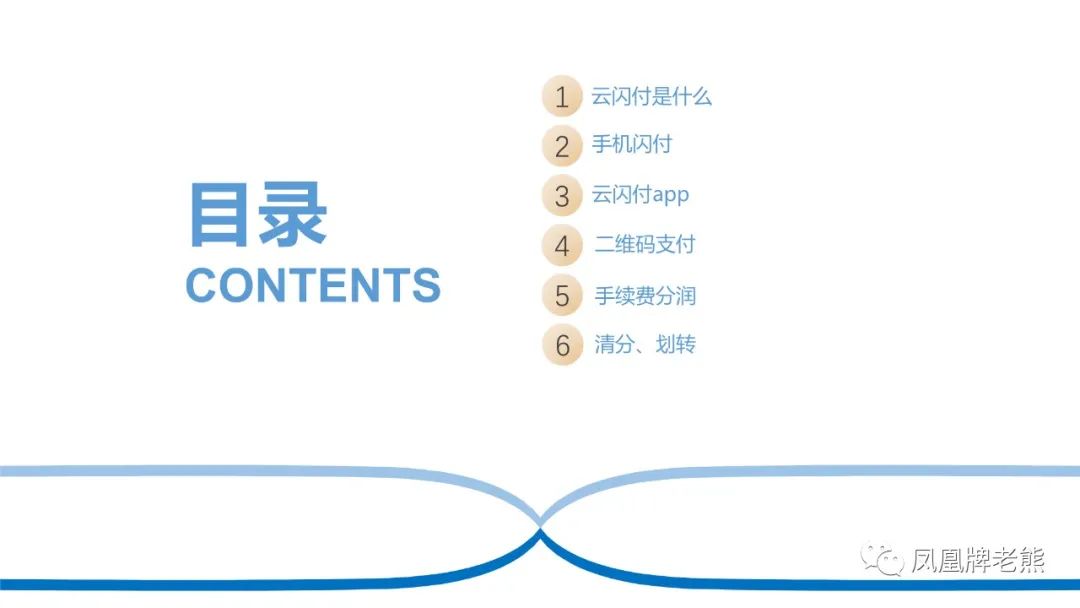 目录
CONTENTS
1 云闪付是什么
2 手机闪付
3 云闪付app
4 二维码支付
5 手续费分润
6 清分、划转
凤凰牌老熊